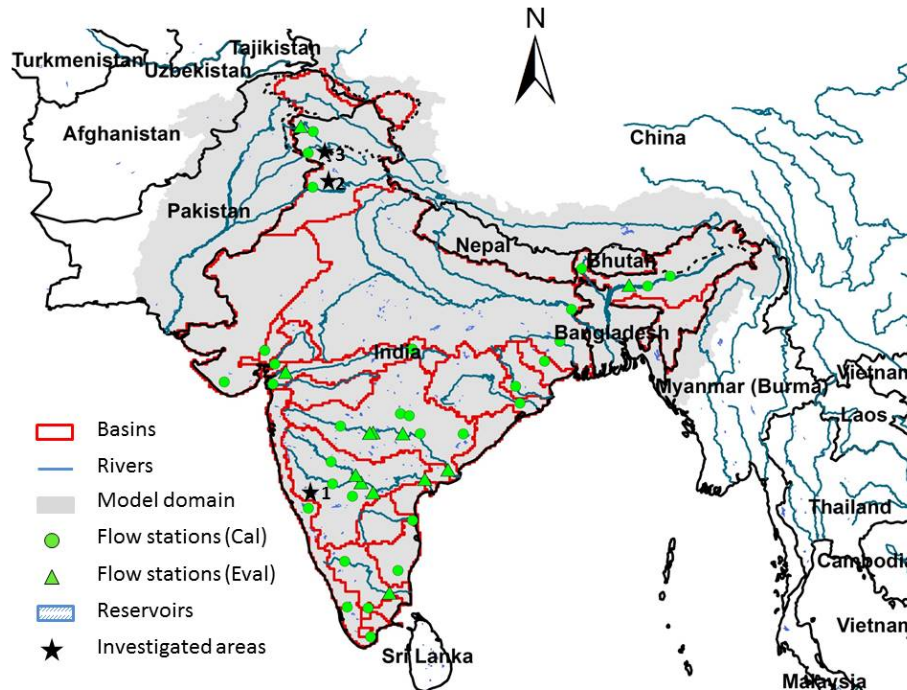 N
Tajikistan
Turkmenistan
Uzbekistan
Afghanistan
China
3
2
Pakistan
Nepal
Bhutan
Bangladesh
India
Myanmar (Burma)
Vietnam
Laos
Basins
Rivers
Model domain
1
Flow stations (Cal)
Thailand
Flow stations (Eval)
Cambodia
Reservoirs
Vietnam
Investigated areas
Sri Lanka
Malaysia